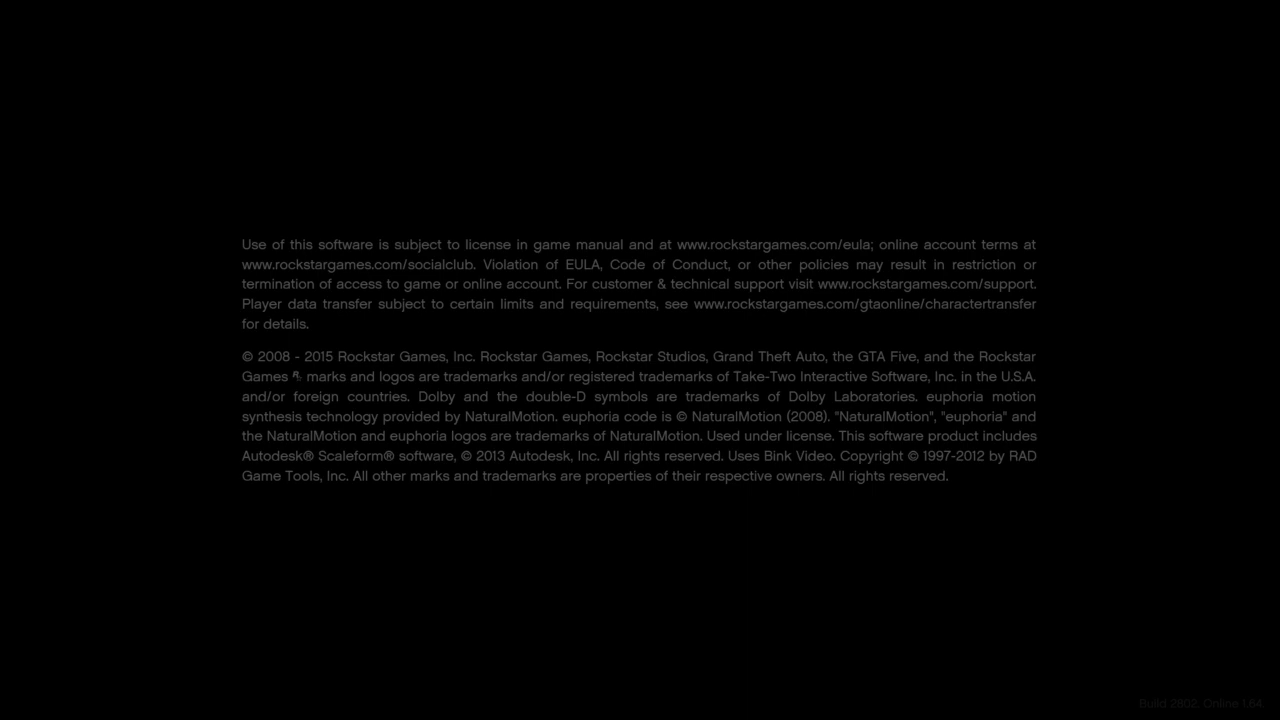 Use of this software is subject to license in game manual and at www.rockstargames.com/eula; online account terms at
www.rockstargames.com/socialclub. Violation of EULA, Code of Conduct, or other policies may result in restriction or
termination of access to game or online account. For customer & technical support visit www.rockstargames.com/support.
Player data transfer subject to certain limits and requirements, see www.rockstargames.com/gtaonline/charactertransfer
for details.
© 2008 - 2015 Rockstar Games, Inc. Rockstar Games, Rockstar Studios, Grand Theft Auto, the GTA Five, and the Rockstar
Games R* marks and logos are trademarks and/or registered trademarks of Take-Two Interactive Software, Inc. in the U.S.A.
and/or foreign countries. Dolby and the double-D symbols are trademarks of Dolby Laboratories. euphoria motion
synthesis technology provided by NaturalMotion. euphoria code is © NaturalMotion (2008). "NaturalMotion", "euphoria" and
the NaturalMotion and euphoria logos are trademarks of NaturalMotion. Used under license. This software product includes
Autodesk® Scaleform® software, © 2013 Autodesk, Inc. All rights reserved. Uses Bink Video. Copyright © 1997-2012 by RAD
Game Tools, Inc. All other marks and trademarks are properties of their respective owners. All rights reserved.
Build 2802, Online 1.64,